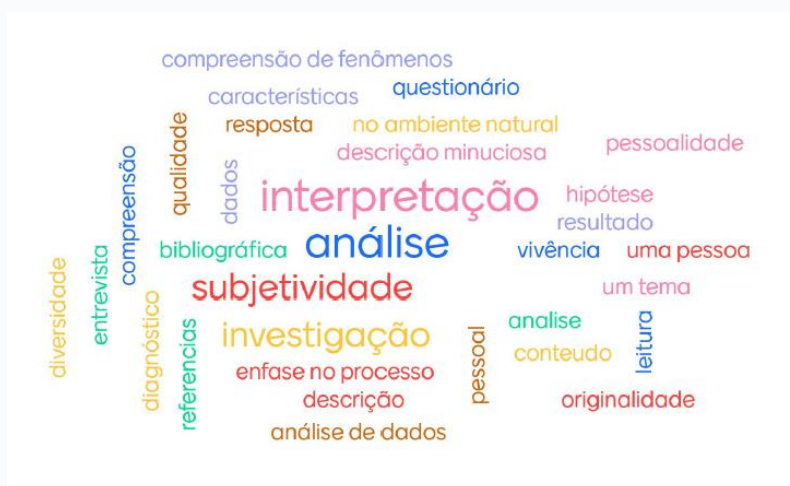 compreensão de fenômenos
questionário
características
resposta
no ambiente natural
qualidade
descrição minuciosa
pessoalidade
compreensão
dados
interpretação
hipótese
resultado
bibliográfica
análise
vivência
uma pessoa
entrevista
diversidade
subjetividade
um tema
diagnóstico
referencias
investigação
analise
leitura
pessoal
conteudo
enfase no processo
descrição
originalidade
análise de dados